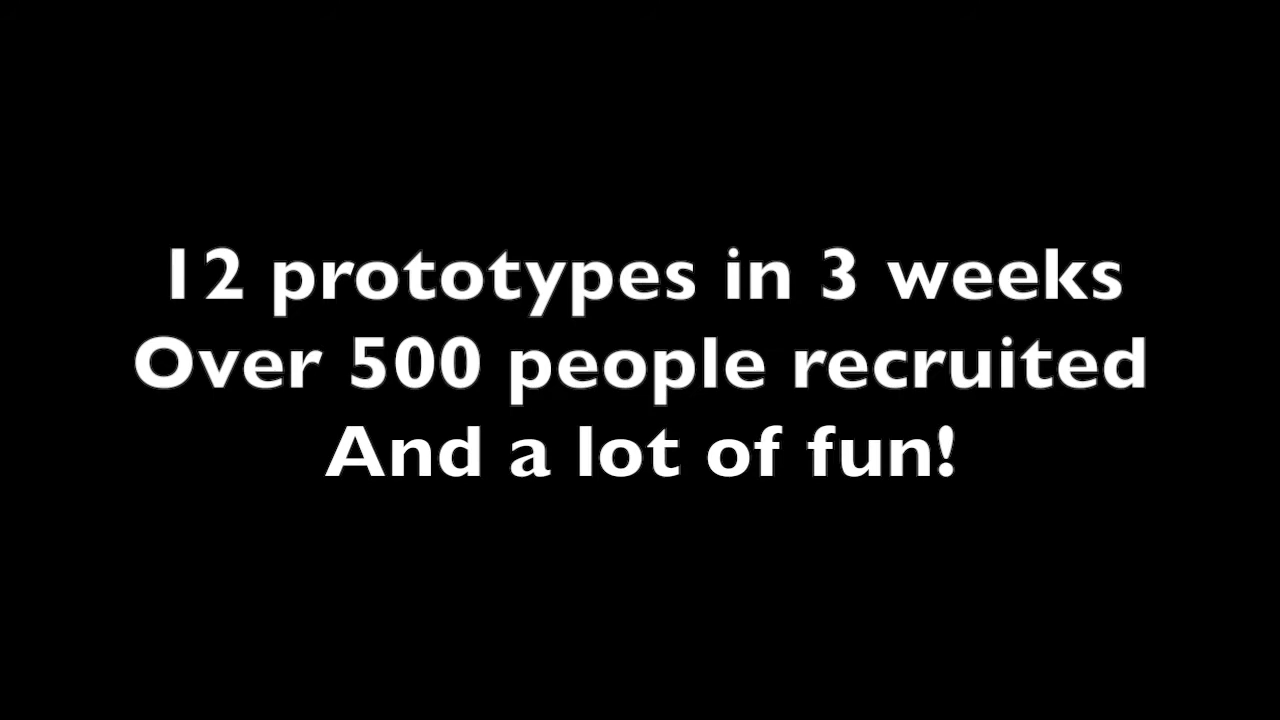 12 prototypes in 3 weeks
Over 500 people recruited
And a lot of fun!